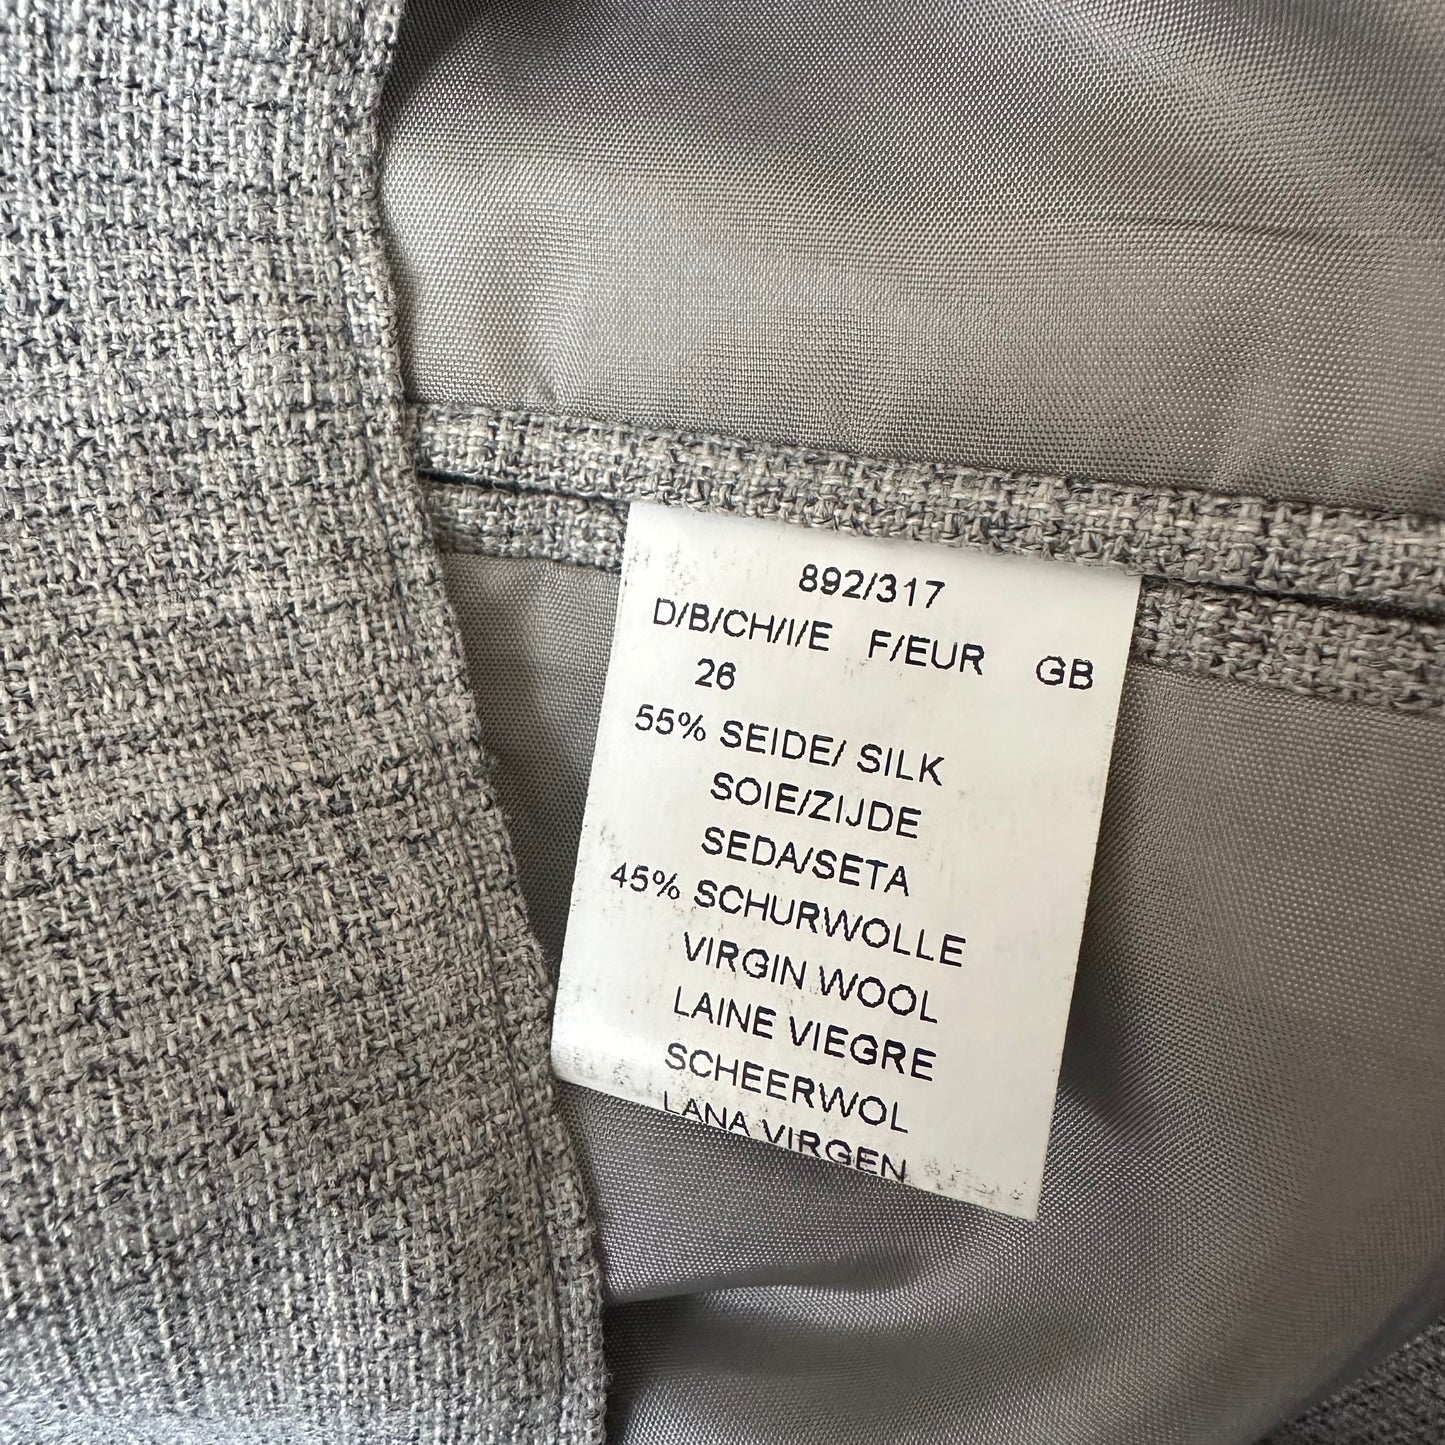 892/317
D/B/CH/I/E F/EUR GB
26
55% SEIDE/ SILK
SOIE/ZIJDE
SEDA/SETA
45% SCHURWOLLE
VIRGIN WOOL
LAINE VIEGRE
SCHEERWOL
LANA VIRGEN